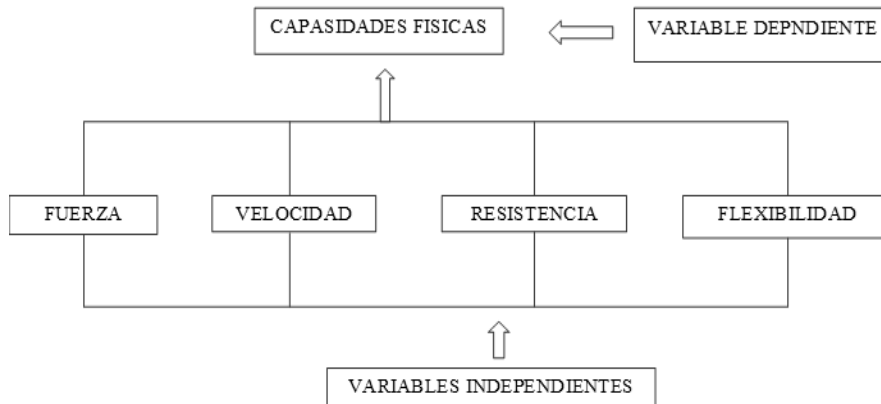 CAPASIDADES FISICAS
VARIABLE DEPNDIENTE
FUERZA
VELOCIDAD
RESISTENCIA
FLEXIBILIDAD
VARIABLES INDEPENDIENTES